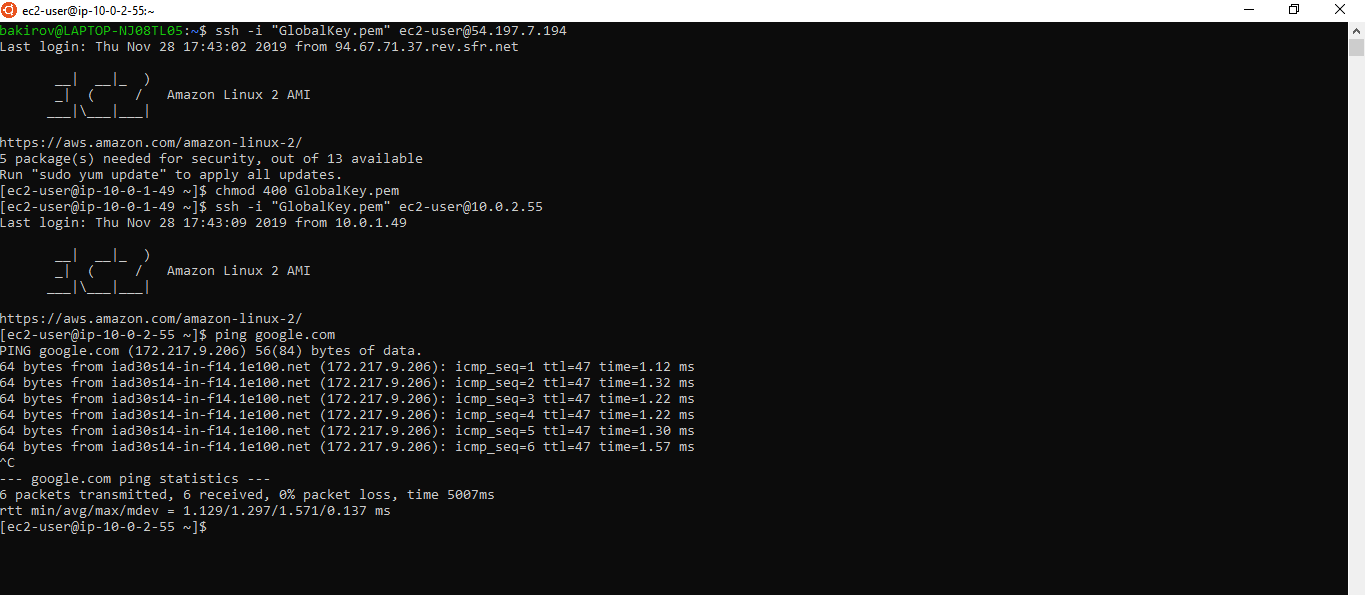 ec2-user@ip-10-0-2-55:~
bakirov@LAPTOP-NJ08TL05:~$ ssh -i "GlobalKey.pem" ec2-user@54.197.7.194
Last login: Thu Nov 28 17:43:02 2019 from 94.67.71.37.rev.sfr.net
       __|  __|_  )
       _|  (     /   Amazon Linux 2 AMI
      ___|\___|___|
https://aws.amazon.com/amazon-linux-2/
5 package(s) needed for security, out of 13 available
Run "sudo yum update" to apply all updates.
[ec2-user@ip-10-0-1-49 ~]$ chmod 400 GlobalKey.pem
[ec2-user@ip-10-0-1-49 ~]$ ssh -i "GlobalKey.pem" ec2-user@10.0.2.55
Last login: Thu Nov 28 17:43:09 2019 from 10.0.1.49
       __|  __|_  )
       _|  (     /   Amazon Linux 2 AMI
      ___|\___|___|
https://aws.amazon.com/amazon-linux-2/
[ec2-user@ip-10-0-2-55 ~]$ ping google.com
PING google.com (172.217.9.206) 56(84) bytes of data.
64 bytes from iad30s14-in-f14.1e100.net (172.217.9.206): icmp_seq=1 ttl=47 time=1.12 ms
64 bytes from iad30s14-in-f14.1e100.net (172.217.9.206): icmp_seq=2 ttl=47 time=1.32 ms
64 bytes from iad30s14-in-f14.1e100.net (172.217.9.206): icmp_seq=3 ttl=47 time=1.22 ms
64 bytes from iad30s14-in-f14.1e100.net (172.217.9.206): icmp_seq=4 ttl=47 time=1.22 ms
64 bytes from iad30s14-in-f14.1e100.net (172.217.9.206): icmp_seq=5 ttl=47 time=1.30 ms
64 bytes from iad30s14-in-f14.1e100.net (172.217.9.206): icmp_seq=6 ttl=47 time=1.57 ms
^C
--- google.com ping statistics ---
6 packets transmitted, 6 received, 0% packet loss, time 5007ms
rtt min/avg/max/mdev = 1.129/1.297/1.571/0.137 ms
[ec2-user@ip-10-0-2-55 ~]$